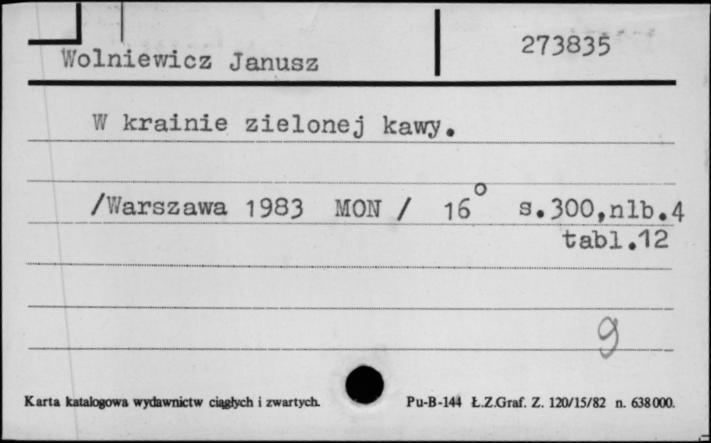 Wolniewicz Janusz 273835
W krainie zielonej kawy.
/Warszawa 1983 MON / 16° s.300,nlb.4
tabl.12
9
Karta katalogowa wydawnictw ciągłych i zwartych. Pu-B-144 Ł.Z.Graf. Z. 120/15/82 n. 638000.